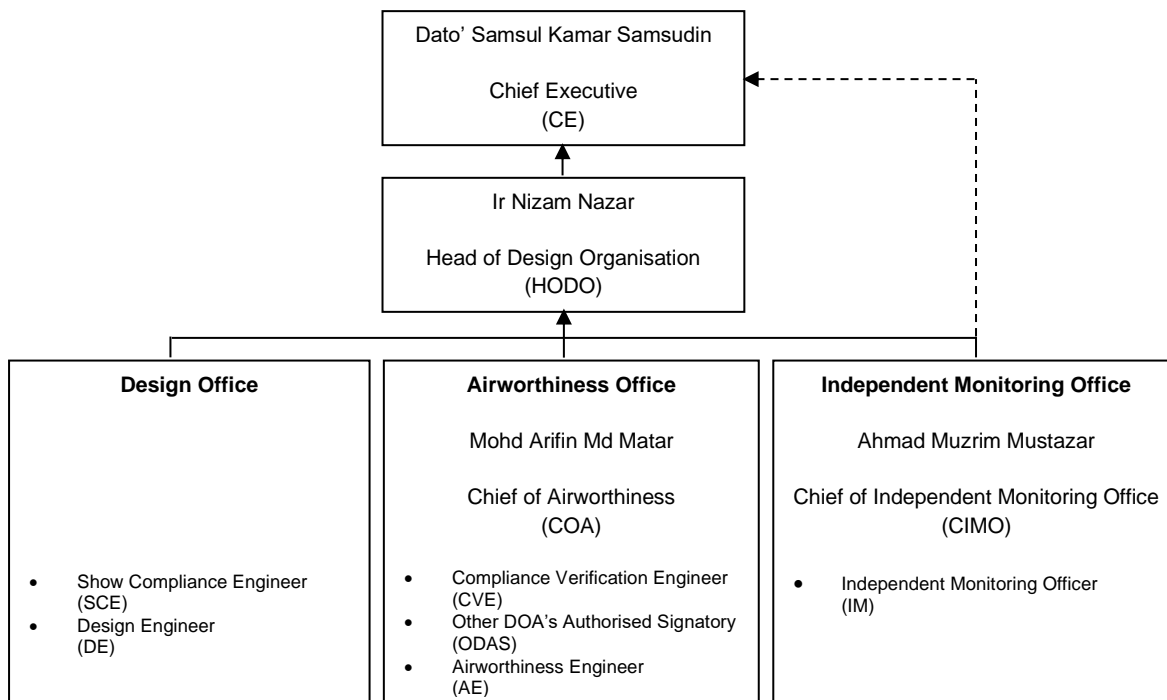 Dato’ Samsul Kamar Samsudin
Chief Executive
(CE)
Ir Nizam Nazar
Head of Design Organisation
(HODO)
Design Office
• Show Compliance Engineer
(SCE)
• Design Engineer
(DE)
Airworthiness Office
Mohd Arifin Md Matar
Chief of Airworthiness
(COA)
• Compliance Verification Engineer
(CVE)
• Other DOA’s Authorised Signatory
(ODAS)
• Airworthiness Engineer
(AE)
Independent Monitoring Office
Ahmad Muzrim Mustazar
Chief of Independent Monitoring Office
(CIMO)
• Independent Monitoring Officer
(IM)